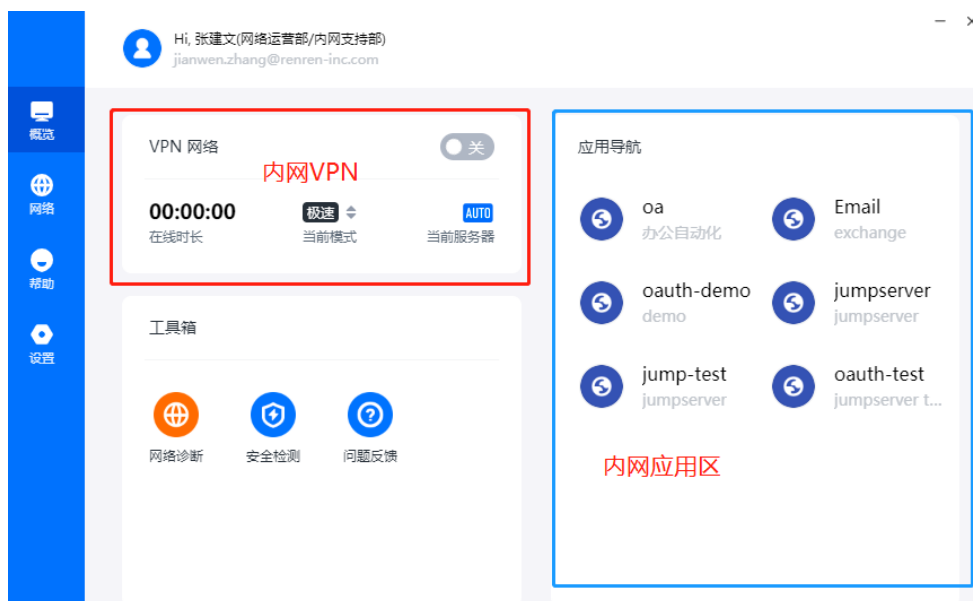 Hi, 张建文(网络运营部/内网支持部)
jianwen.zhang@renren-inc.com
概览
网络
帮助
设置
VPN 网络
关
内网VPN
00:00:00
极速
AUTO
在线时长
当前模式
当前服务器
工具箱
网络诊断
安全检测
问题反馈
应用导航
oa
办公自动化
Email
exchange
oauth-demo
demo
jumpserver
jumpserver
jump-test
jumpserver
oauth-test
jumpserver t...
内网应用区